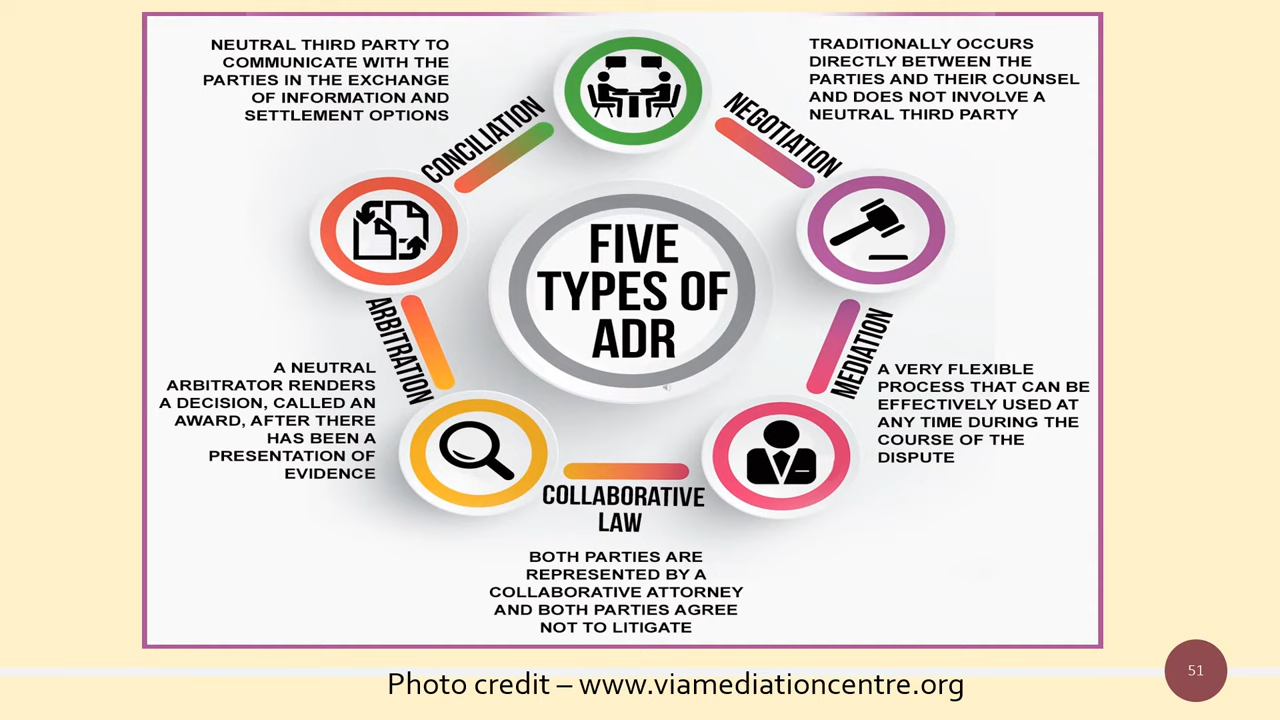 NEUTRAL THIRD PARTY TO
COMMUNICATE WITH THE
PARTIES IN THE EXCHANGE
OF INFORMATION AND
SETTLEMENT OPTIONS
CONCILIATION
NEGOTIATION
TRADITIONALLY OCCURS
DIRECTLY BETWEEN THE
PARTIES AND THEIR COUNSEL
AND DOES NOT INVOLVE A
NEUTRAL THIRD PARTY
FIVE
TYPES OF
ADR
ARBITRATION
A NEUTRAL
ARBITRATOR RENDERS
A DECISION, CALLED AN
AWARD, AFTER THERE
HAS BEEN A
PRESENTATION OF
EVIDENCE
MEDIATION
A VERY FLEXIBLE
PROCESS THAT CAN BE
EFFECTIVELY USED AT
ANY TIME DURING THE
COURSE OF THE
DISPUTE
COLLABORATIVE
LAW
BOTH PARTIES ARE
REPRESENTED BY A
COLLABORATIVE ATTORNEY
AND BOTH PARTIES AGREE
NOT TO LITIGATE
51
Photo credit – www.viamediationcentre.org